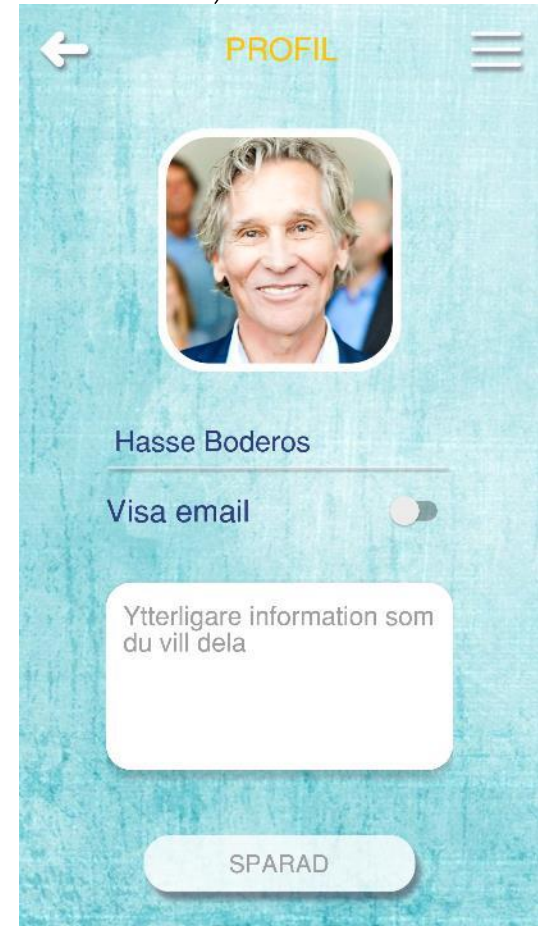 PROFIL
Hasse Boderos
Visa email
Ytterligare information som
du vill dela
SPARAD